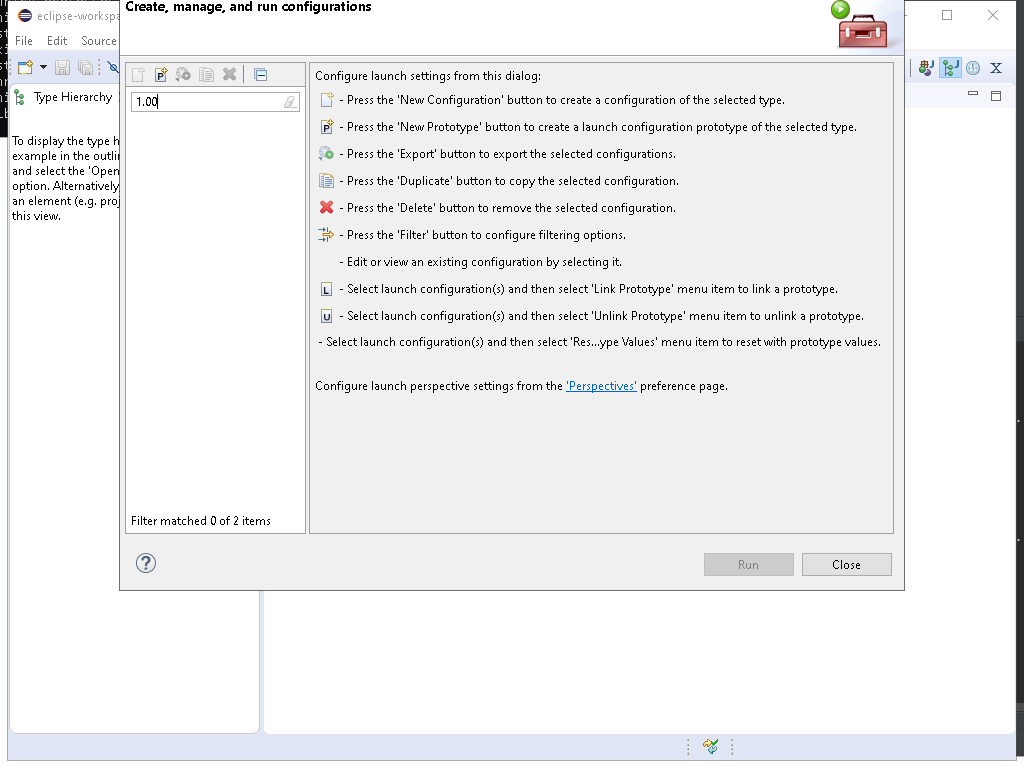 Create, manage, and run configurations
eclipse-workspa
File Edit Source
Type Hierarchy
To display the type h
example in the outli
and select the 'Open
option. Alternatively
an element (e.g. proj
this view.
1.00
Filter matched 0 of 2 items
Configure launch settings from this dialog:
- Press the 'New Configuration' button to create a configuration of the selected type.
P - Press the 'New Prototype' button to create a launch configuration prototype of the selected type.
- Press the 'Export' button to export the selected configurations.
- Press the 'Duplicate' button to copy the selected configuration.
- Press the 'Delete' button to remove the selected configuration.
- Press the 'Filter' button to configure filtering options.
- Edit or view an existing configuration by selecting it.
L - Select launch configuration(s) and then select 'Link Prototype' menu item to link a prototype.
U - Select launch configuration(s) and then select 'Unlink Prototype' menu item to unlink a prototype.
- Select launch configuration(s) and then select 'Res...ype Values' menu item to reset with prototype values.
Configure launch perspective settings from the 'Perspectives' preference page.
Run Close